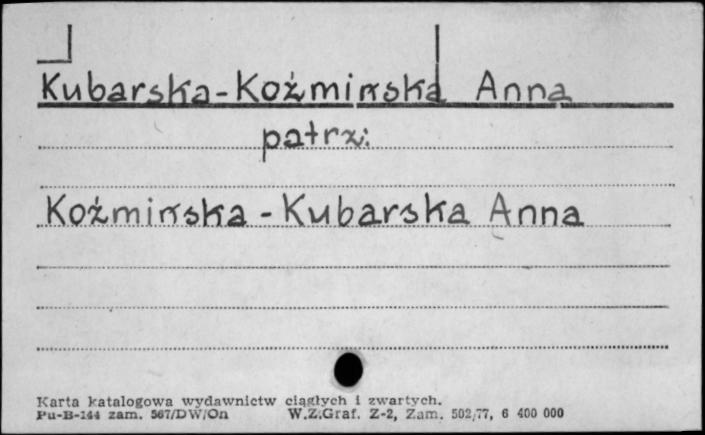 Kubarska-Koźmińska Anna
patrz:
Koźmińska - Kubarska Anna
Karta katalogowa wydawnictw ciągłych i zwartych.
Pu-B-144 zam. 567/DW/On W.Z.Graf. Z-2, Zam. 502/77, 6 400 000